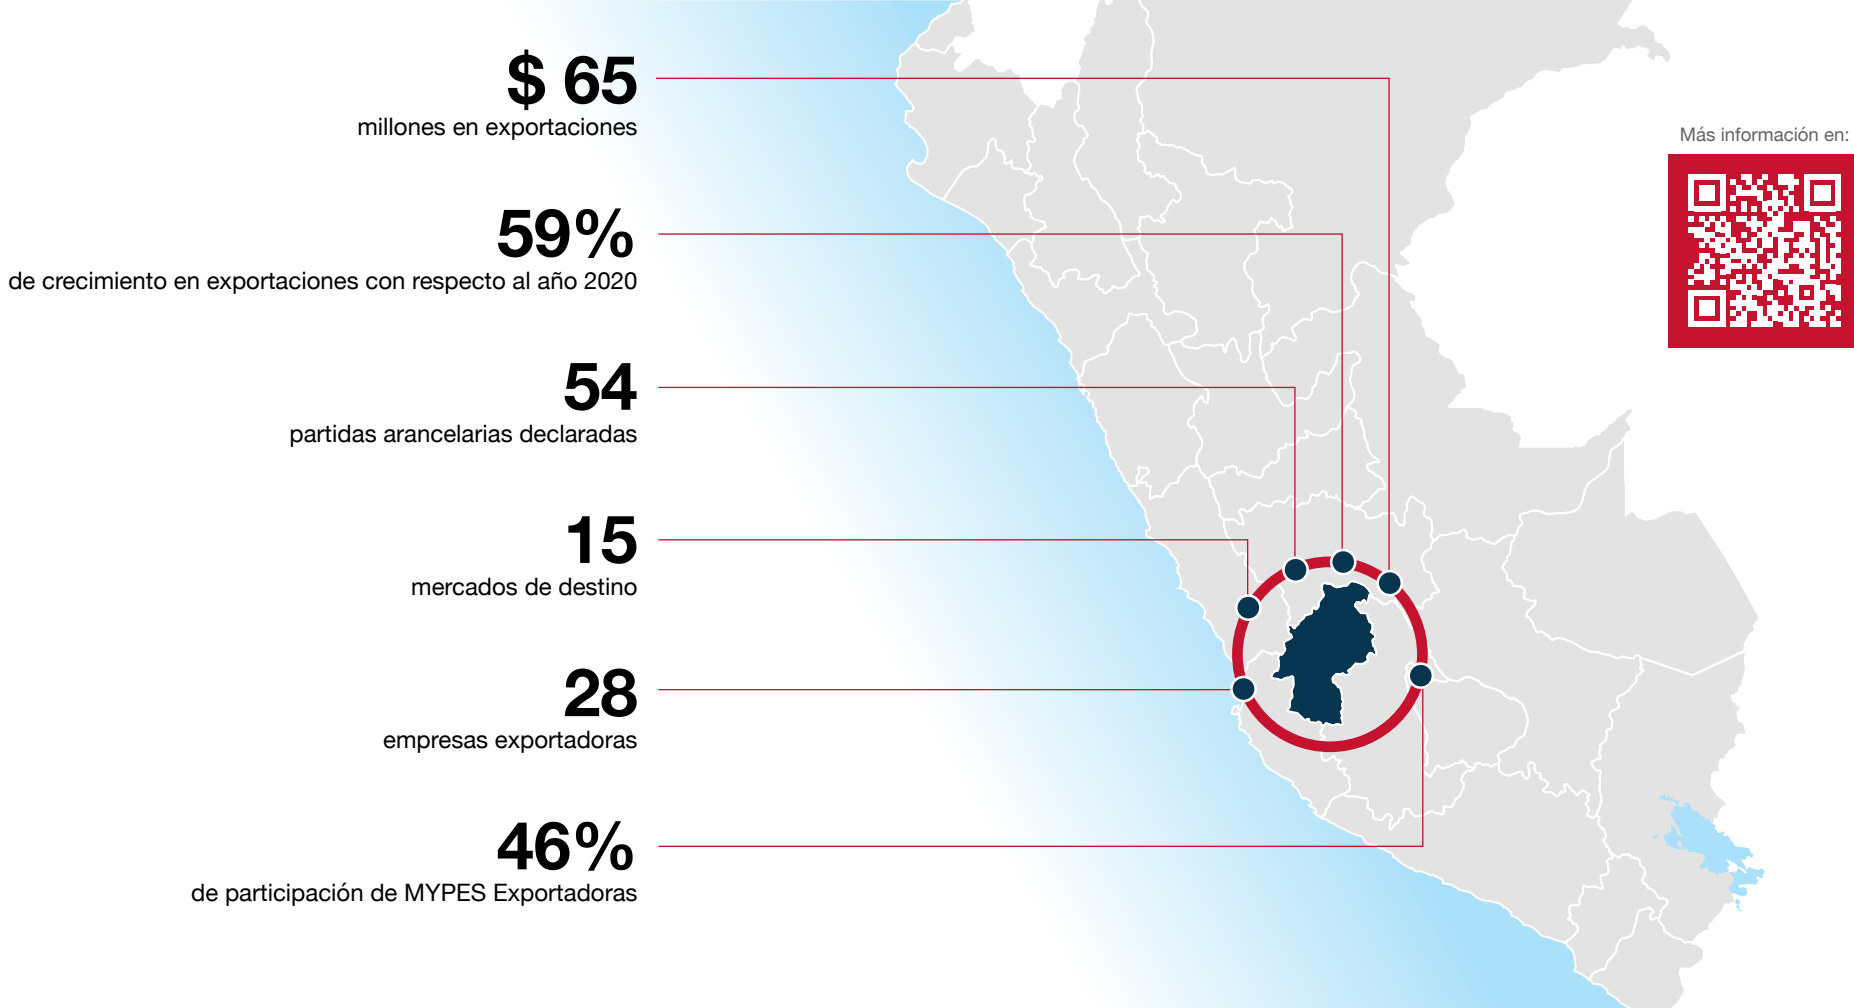 $ 65
millones en exportaciones
59%
de crecimiento en exportaciones con respecto al año 2020
54
partidas arancelarias declaradas
15
mercados de destino
28
empresas exportadoras
46%
de participación de MYPES Exportadoras
Más información en: